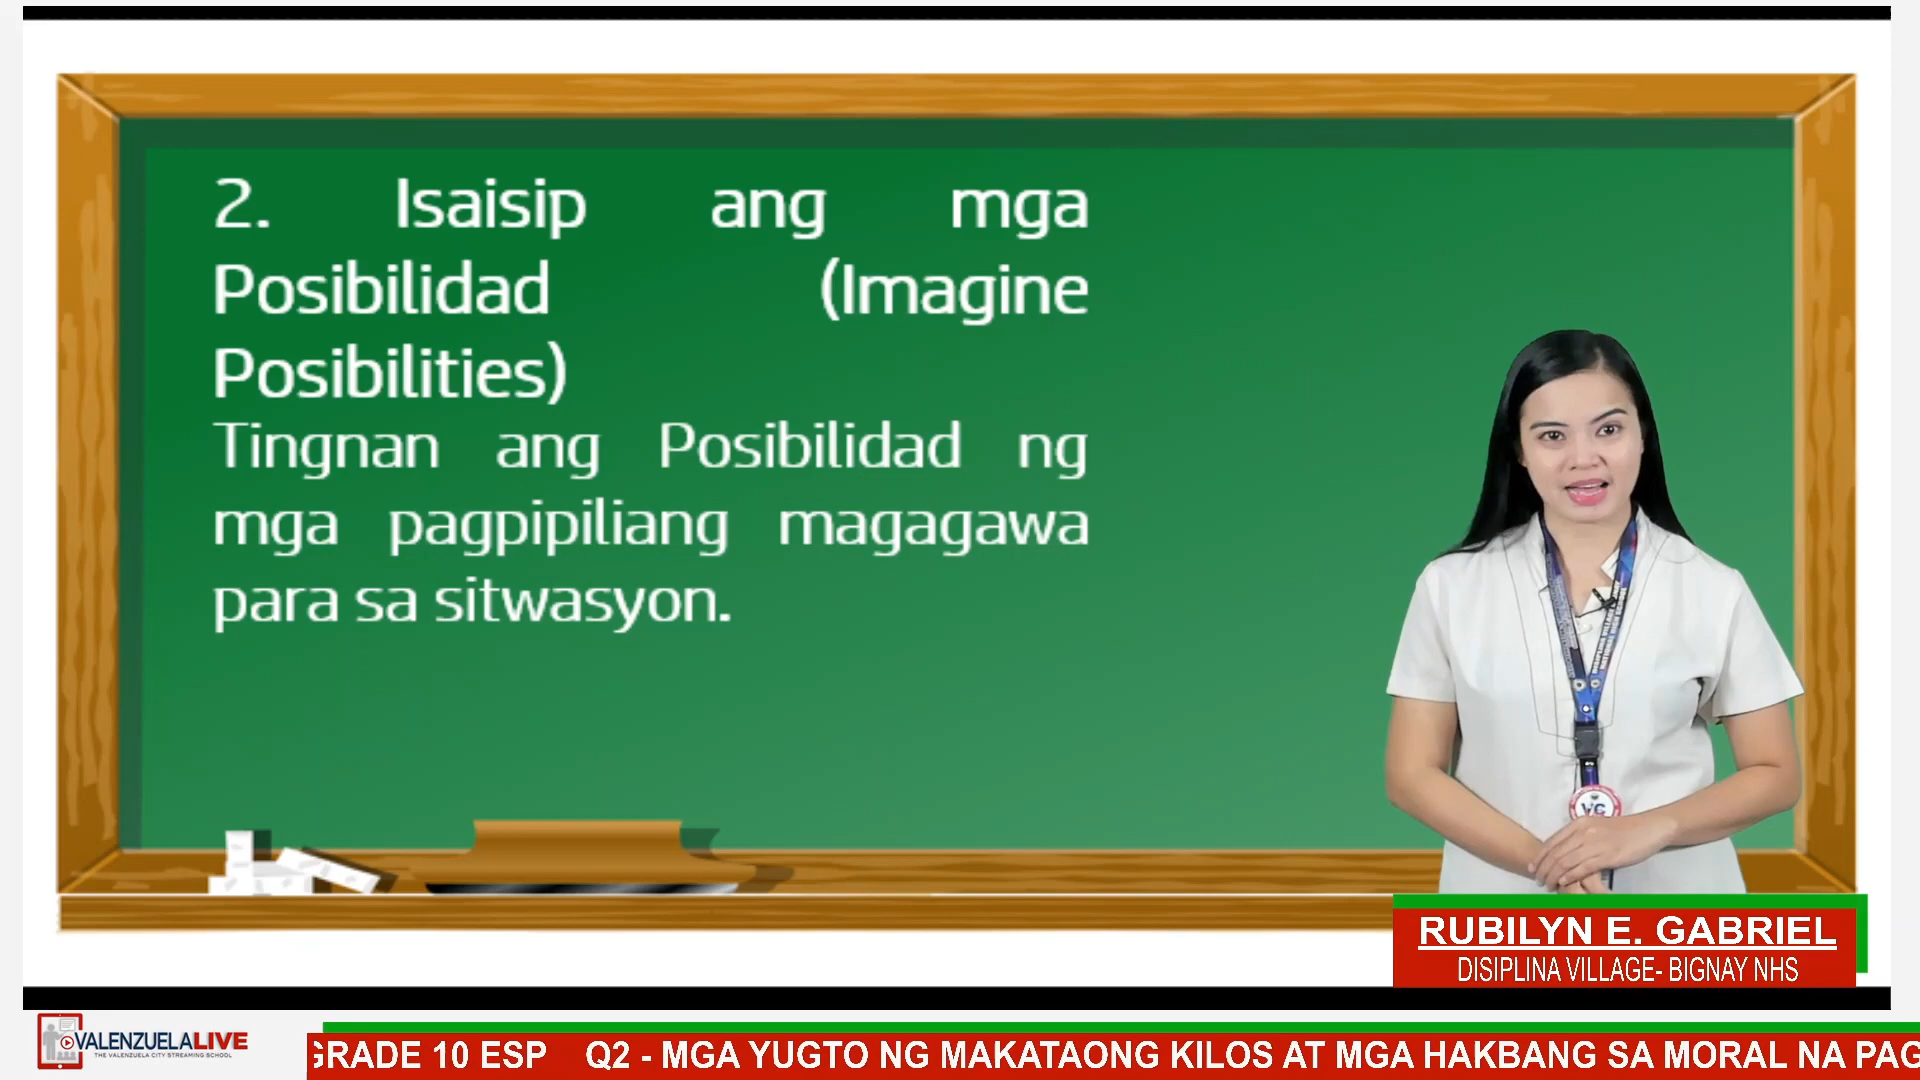 2. Isaisip ang mga
Posibilidad (Imagine
Posibilities)
Tingnan ang Posibilidad ng
mga pagpipiliang magagawa
para sa sitwasyon.
RUBILYN E. GABRIEL
DISIPLINA VILLAGE- BIGNAY NHS
VALENZUELALIVE
THE VALENZUELA CITY STREAMING SCHOOL
GRADE 10 ESP Q2 - MGA YUGTO NG MAKATAONG KILOS AT MGA HAKBANG SA MORAL NA PAG